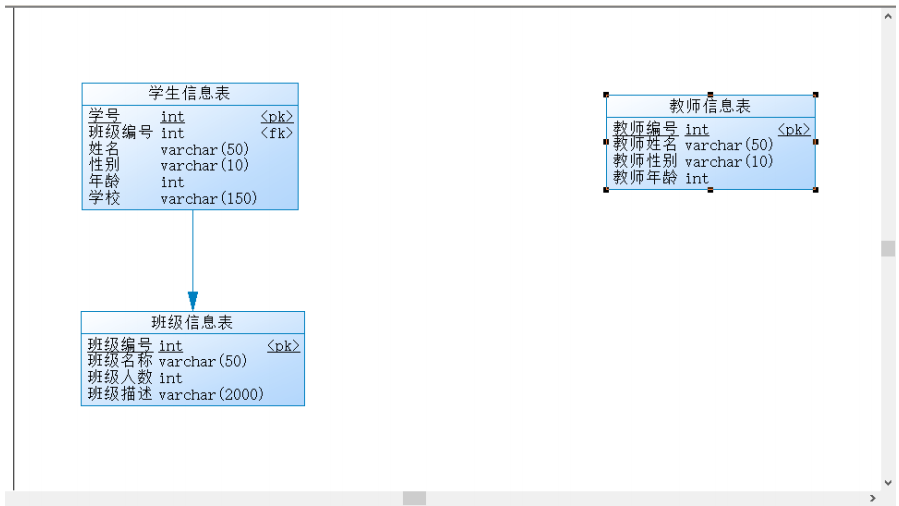 学生信息表
学号 int <pk>
班级编号 int <fk>
姓名 varchar(50)
性别 varchar(10)
年龄 int
学校 varchar(150)
教师信息表
教师编号 int <pk>
教师姓名 varchar(50)
教师性别 varchar(10)
教师年龄 int
班级信息表
班级编号 int <pk>
班级名称 varchar(50)
班级人数 int
班级描述 varchar(2000)